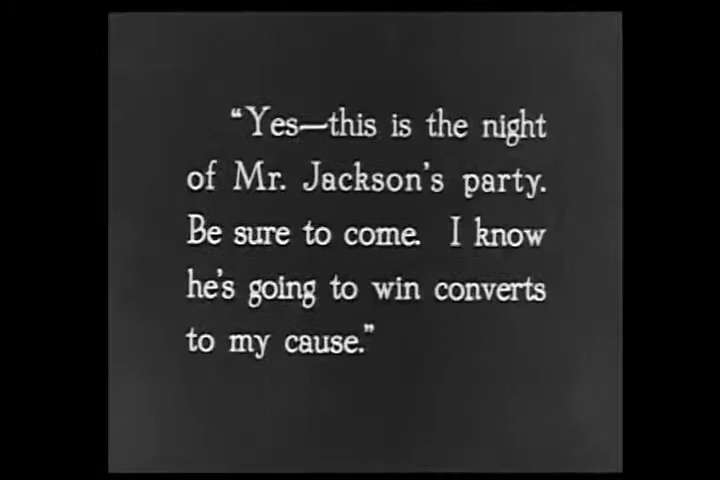 “Yes—this is the night
of Mr. Jackson’s party.
Be sure to come. I know
he’s going to win converts
to my cause.”